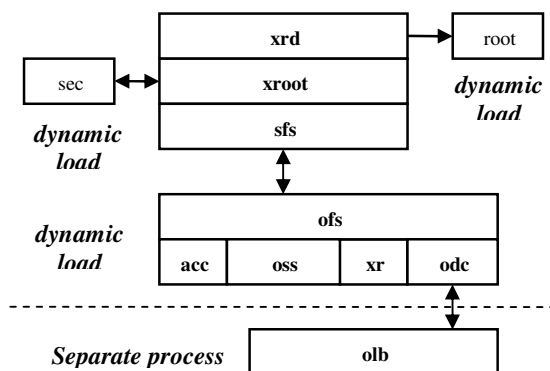 xrd
root
sec
xroot
dynamic
load
sfs
dynamic
load
ofs
dynamic
load
acc
oss
xr
odc
Separate process
olb